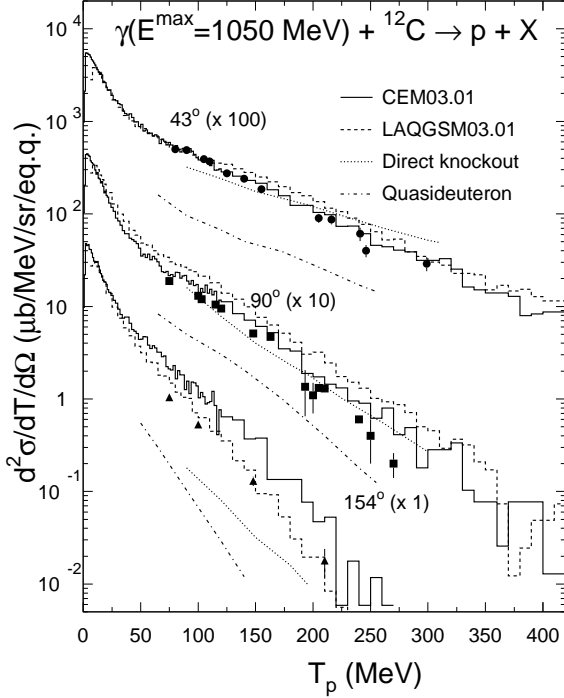 γ(E^max=1050 MeV) + ¹²C → p + X
CEM03.01
LAQGSM03.01
Direct knockout
Quasideuteron
43° (x 100)
90° (x 10)
154° (x 1)
d²σ/dT/dΩ (μb/MeV/sr/eq.q.)
10⁴
10³
10²
10
1
10⁻¹
10⁻²
0 50 100 150 200 250 300 350 400
Tₚ (MeV)